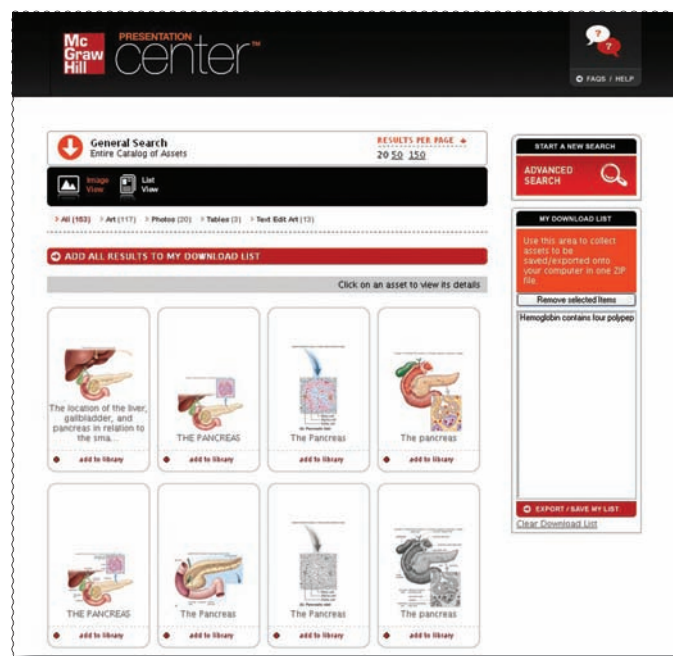 Mc
Graw
Hill
PRESENTATION
center™
FAQS / HELP
General Search
Entire Catalog of Assets
RESULTS PER PAGE
20 50 150
Image
View
List
View
All (153) Art (117) Photos (20) Tables (3) Text Edit Art (13)
ADD ALL RESULTS TO MY DOWNLOAD LIST
Click on an asset to view its details
The location of the liver,
gallbladder, and
pancreas in relation to
the sma...
add to library
THE PANCREAS
add to library
The Pancreas
add to library
The pancreas
add to library
THE PANCREAS
add to library
The Pancreas
add to library
The Pancreas
add to library
The pancreas
add to library
START A NEW SEARCH
ADVANCED
SEARCH
MY DOWNLOAD LIST
Use this area to collect
assets to be
saved/exported onto
your computer in one ZIP
file.
Remove selected Items
Hemoglobin contains four polypep
EXPORT / SAVE MY LIST
Clear Download List